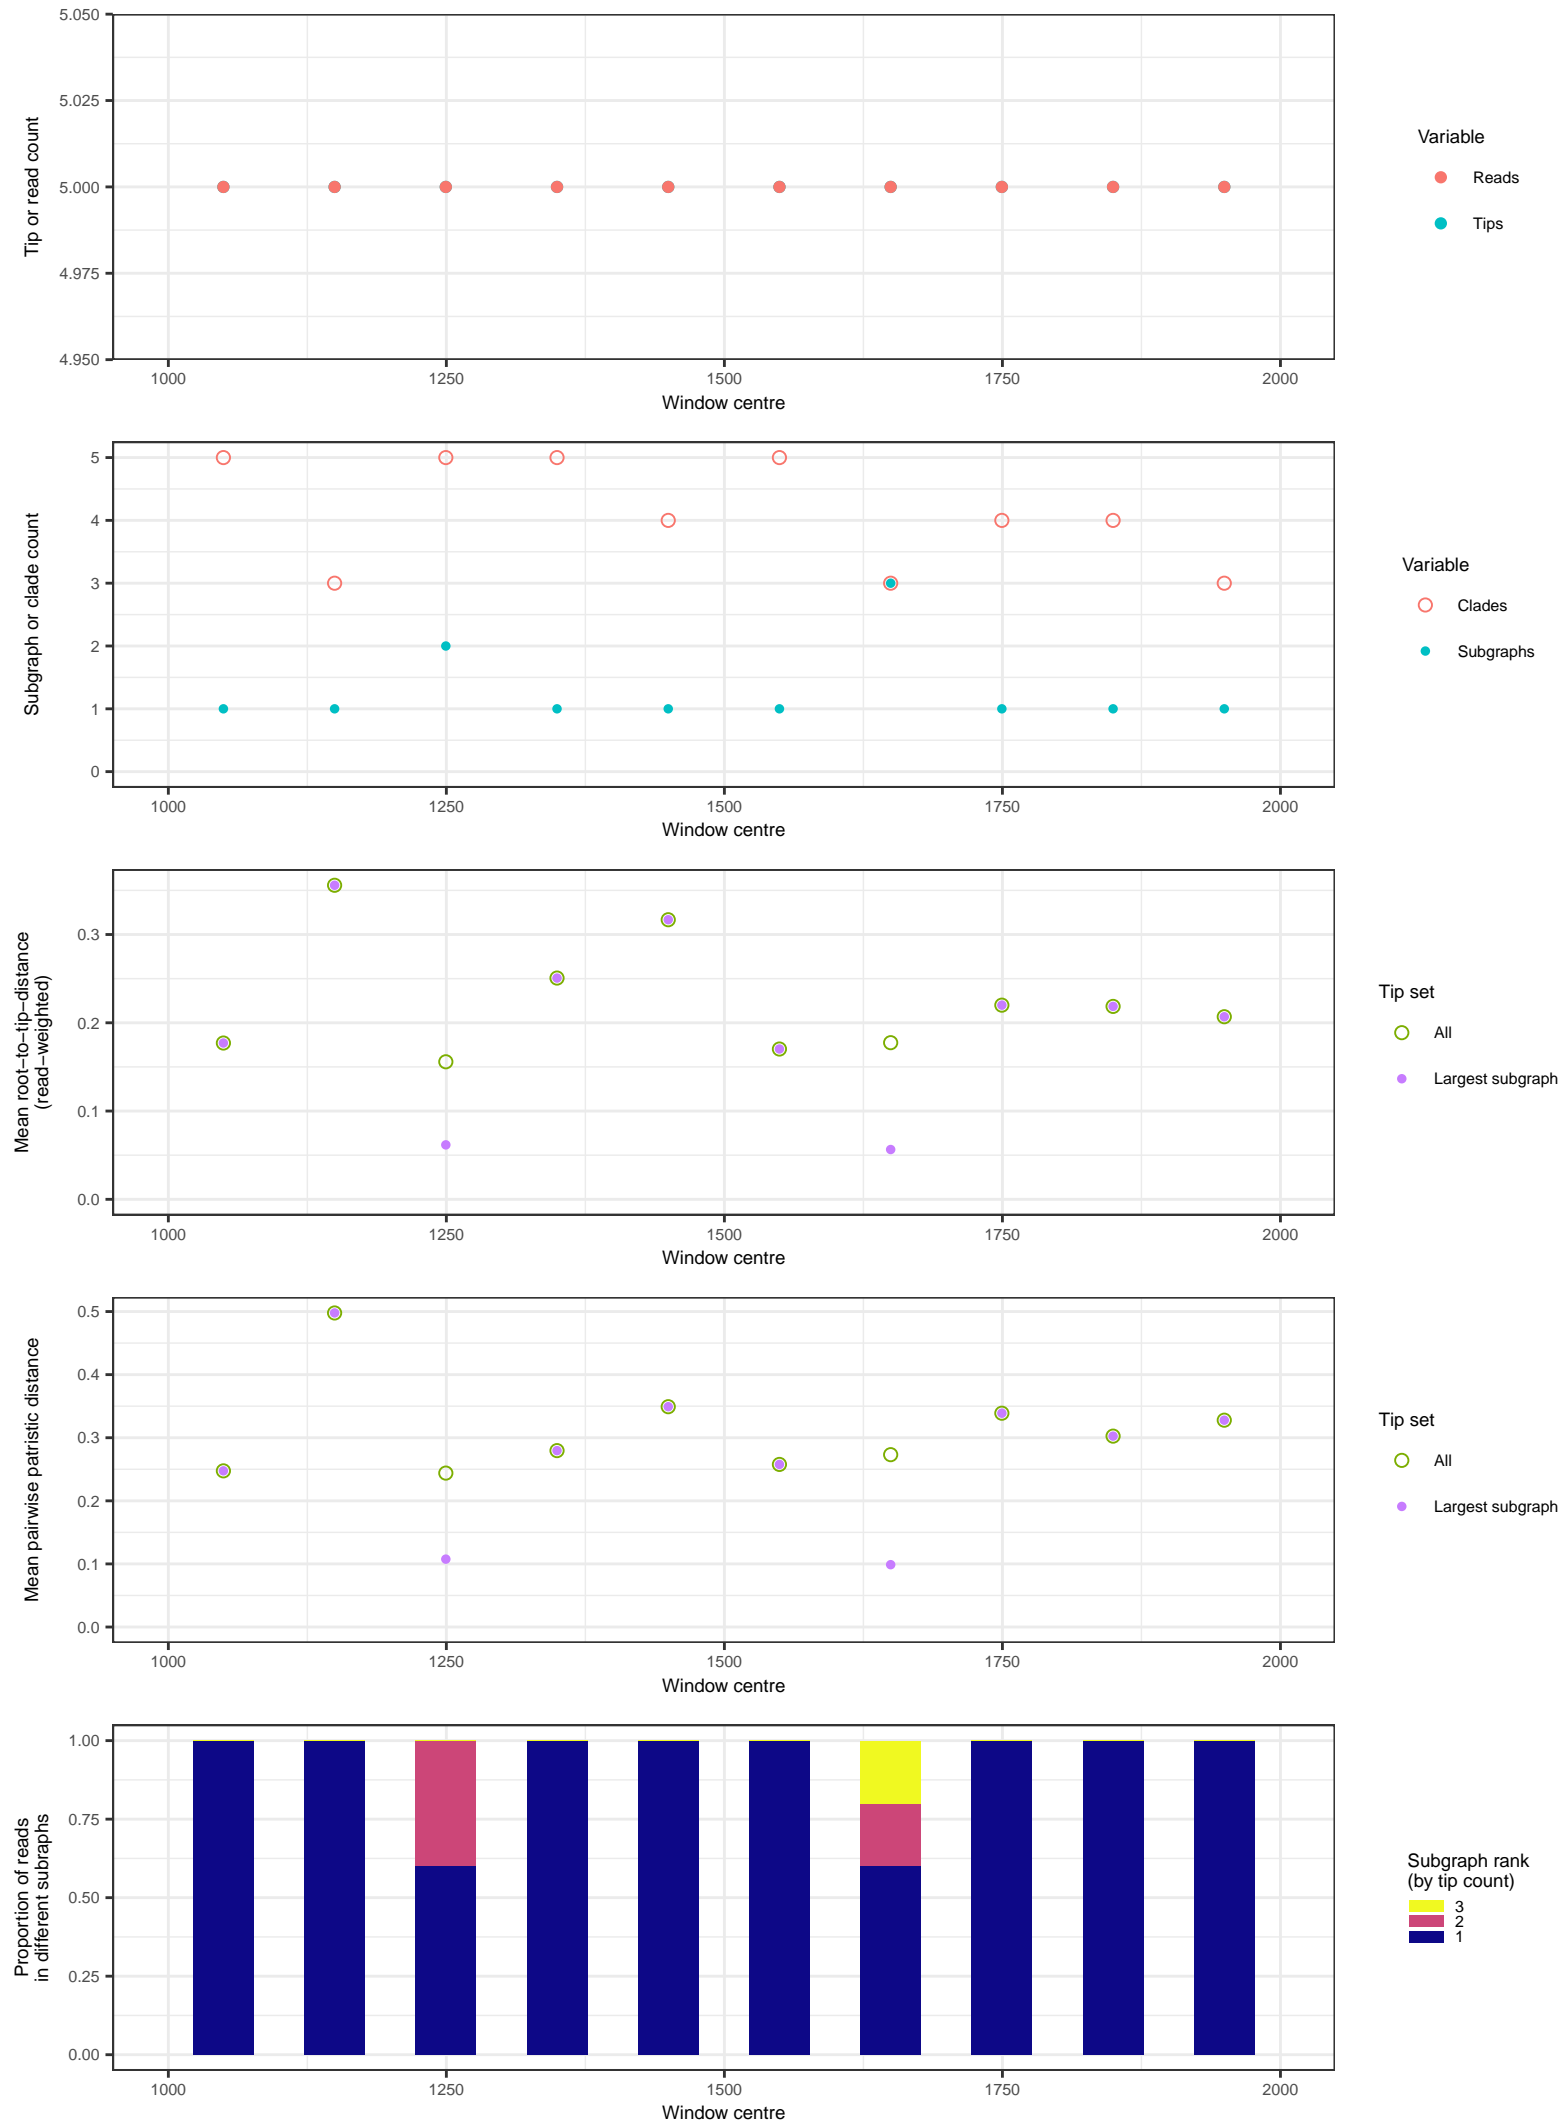 5.050
5.025
5.000
4.975
4.950
Tip or read count
1000 1250 1500 1750 2000
Window centre
Variable
Reads
Tips
5
4
3
2
1
0
Subgraph or clade count
1000 1250 1500 1750 2000
Window centre
Variable
Clades
Subgraphs
0.3
0.2
0.1
0.0
Mean root−to−tip−distance
(read−weighted)
1000 1250 1500 1750 2000
Window centre
Tip set
All
Largest subgraph
0.5
0.4
0.3
0.2
0.1
0.0
Mean pairwise patristic distance
1000 1250 1500 1750 2000
Window centre
Tip set
All
Largest subgraph
1.00
0.75
0.50
0.25
0.00
Proportion of reads
in different subraphs
1000 1250 1500 1750 2000
Window centre
Subgraph rank
(by tip count)
3
2
1